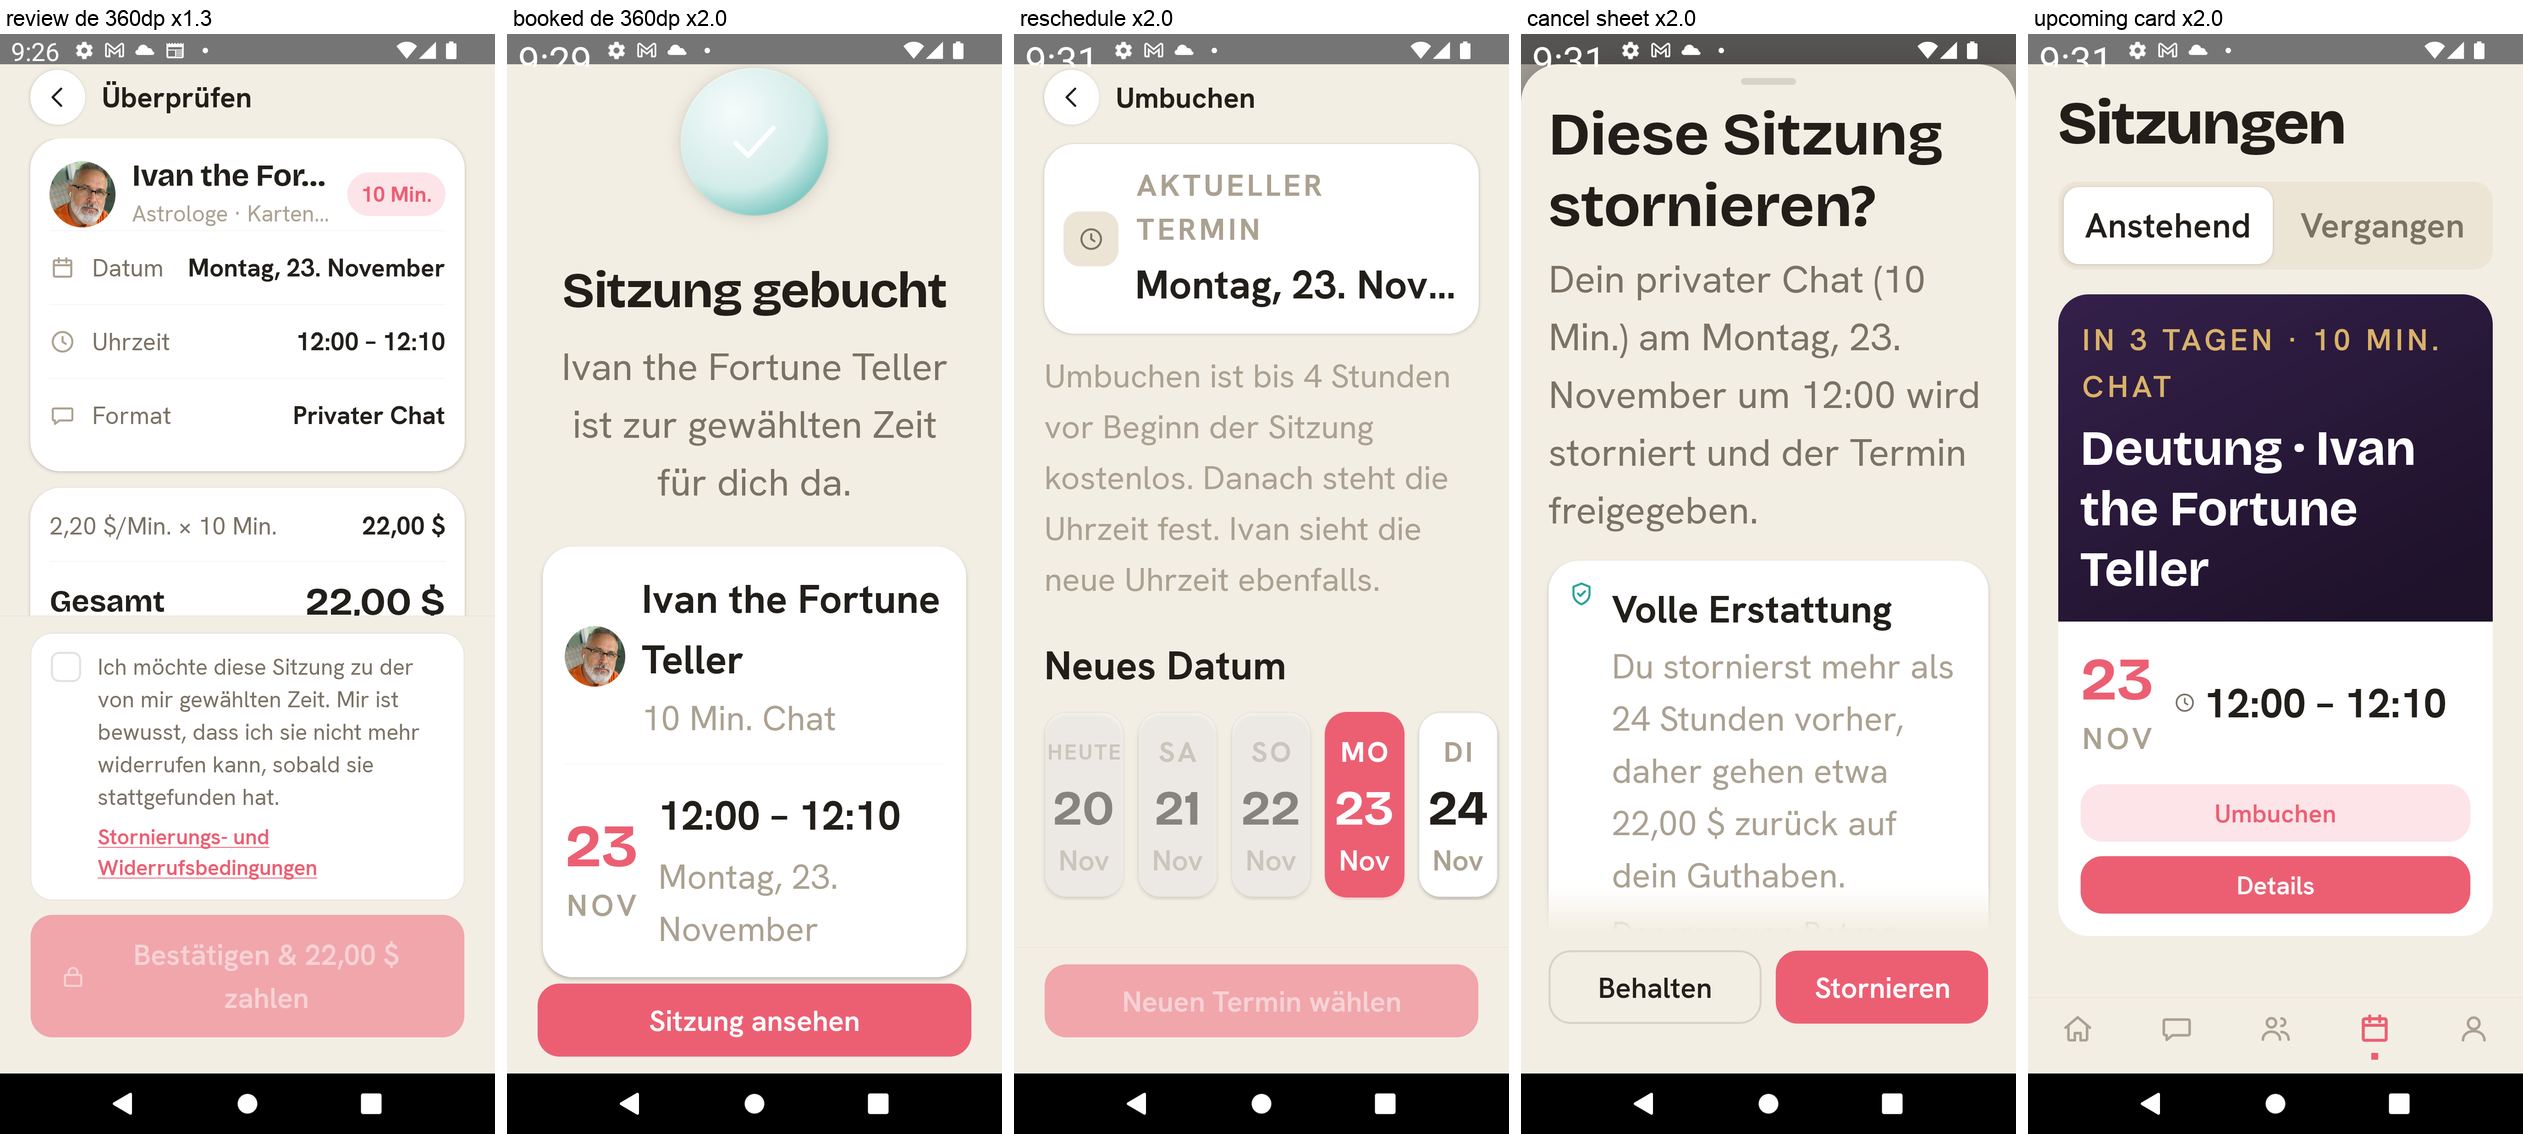 review de 360dp x1.3
9:26
Überprüfen
Ivan the For...
Astrologe · Karten...
10 Min.
Datum
Montag, 23. November
Uhrzeit
12:00 – 12:10
Format
Privater Chat
2,20 $/Min. × 10 Min.
22,00 $
Gesamt
22,00 $
Ich möchte diese Sitzung zu der
von mir gewählten Zeit. Mir ist
bewusst, dass ich sie nicht mehr
widerrufen kann, sobald sie
stattgefunden hat.
Stornierungs- und
Widerrufsbedingungen
Bestätigen & 22,00 $
zahlen
booked de 360dp x2.0
9:29
Sitzung gebucht
Ivan the Fortune Teller
ist zur gewählten Zeit
für dich da.
Ivan the Fortune
Teller
10 Min. Chat
23
NOV
12:00 – 12:10
Montag, 23.
November
Sitzung ansehen
reschedule x2.0
9:31
Umbuchen
AKTUELLER
TERMIN
Montag, 23. Nov...
Umbuchen ist bis 4 Stunden
vor Beginn der Sitzung
kostenlos. Danach steht die
Uhrzeit fest. Ivan sieht die
neue Uhrzeit ebenfalls.
Neues Datum
HEUTE
20
Nov
SA
21
Nov
SO
22
Nov
MO
23
Nov
DI
24
Nov
Neuen Termin wählen
cancel sheet x2.0
9:31
Diese Sitzung
stornieren?
Dein privater Chat (10
Min.) am Montag, 23.
November um 12:00 wird
storniert und der Termin
freigegeben.
Volle Erstattung
Du stornierst mehr als
24 Stunden vorher,
daher gehen etwa
22,00 $ zurück auf
dein Guthaben.
Behalten
Stornieren
upcoming card x2.0
9:31
Sitzungen
Anstehend
Vergangen
IN 3 TAGEN · 10 MIN.
CHAT
Deutung · Ivan
the Fortune
Teller
23
NOV
12:00 – 12:10
Umbuchen
Details